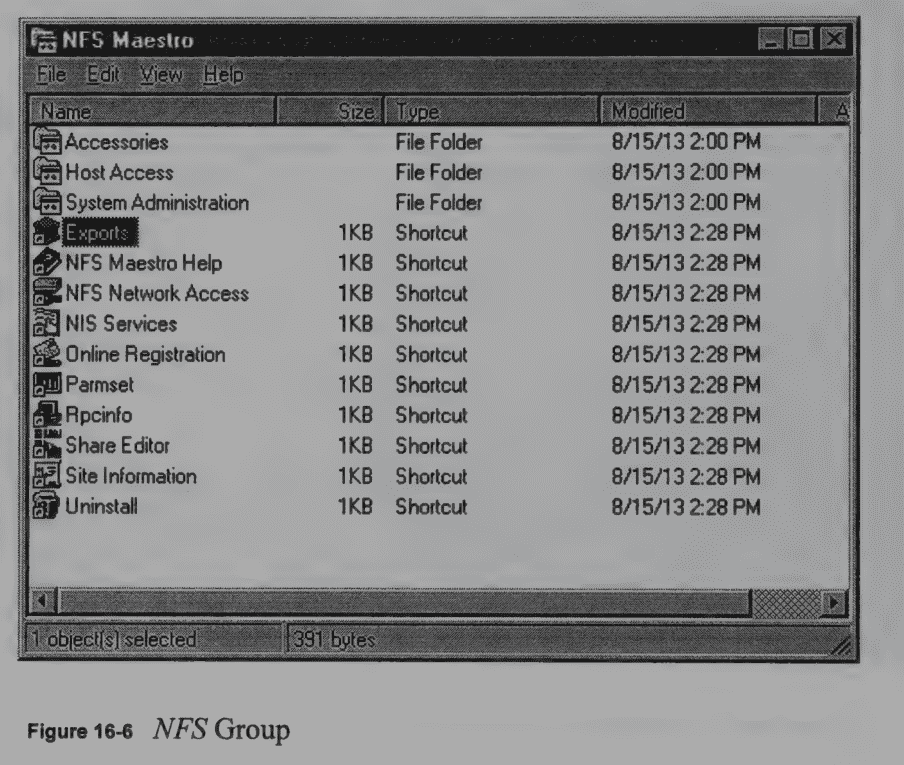 NFS Maestro
File Edit View Help
Name Size Type Modified A
Accessories File Folder 8/15/13 2:00 PM
Host Access File Folder 8/15/13 2:00 PM
System Administration File Folder 8/15/13 2:00 PM
Exports 1KB Shortcut 8/15/13 2:28 PM
NFS Maestro Help 1KB Shortcut 8/15/13 2:28 PM
NFS Network Access 1KB Shortcut 8/15/13 2:28 PM
NIS Services 1KB Shortcut 8/15/13 2:28 PM
Online Registration 1KB Shortcut 8/15/13 2:28 PM
Parmset 1KB Shortcut 8/15/13 2:28 PM
Rpcinfo 1KB Shortcut 8/15/13 2:28 PM
Share Editor 1KB Shortcut 8/15/13 2:28 PM
Site Information 1KB Shortcut 8/15/13 2:28 PM
Uninstall 1KB Shortcut 8/15/13 2:28 PM
1 object(s) selected 391 bytes
Figure 16-6 NFS Group